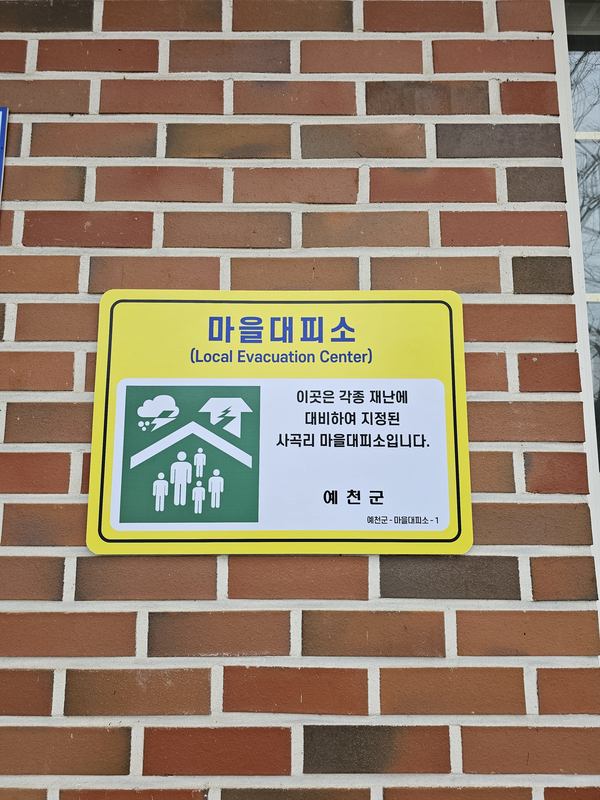 마을대피소
(Local Evacuation Center)
이곳은 각종 재난에
대비하여 지정된
사곡리 마을대피소입니다.
예천군
예천군 - 마을대피소 - 1